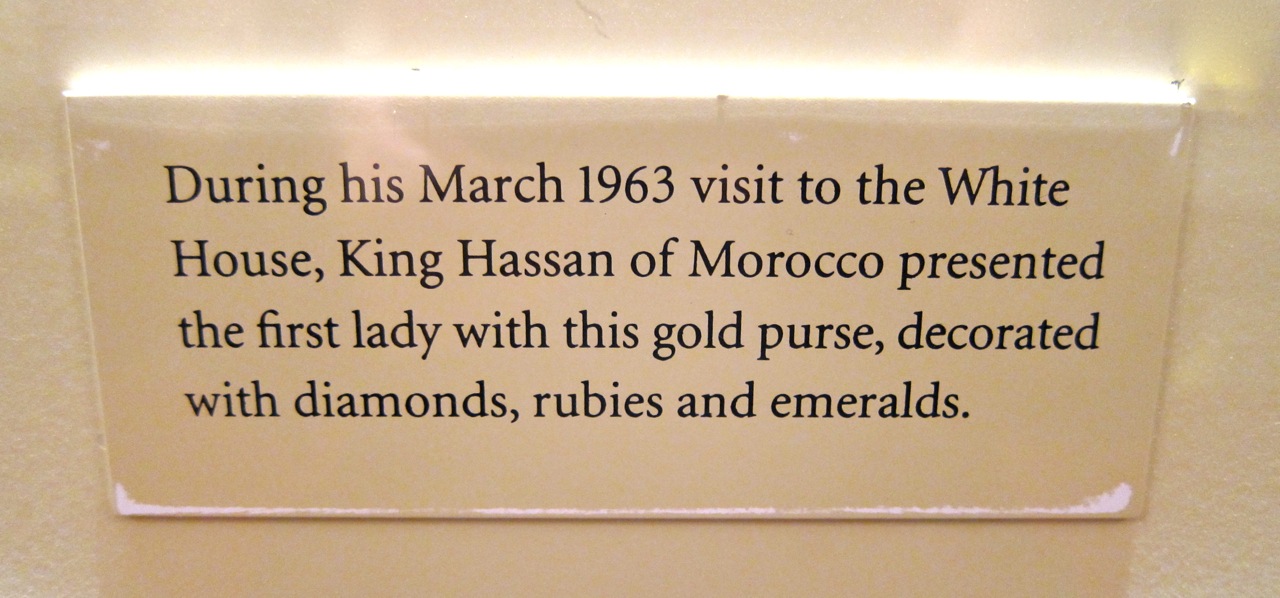 During his March 1963 visit to the White
House, King Hassan of Morocco presented
the first lady with this gold purse, decorated
with diamonds, rubies and emeralds.